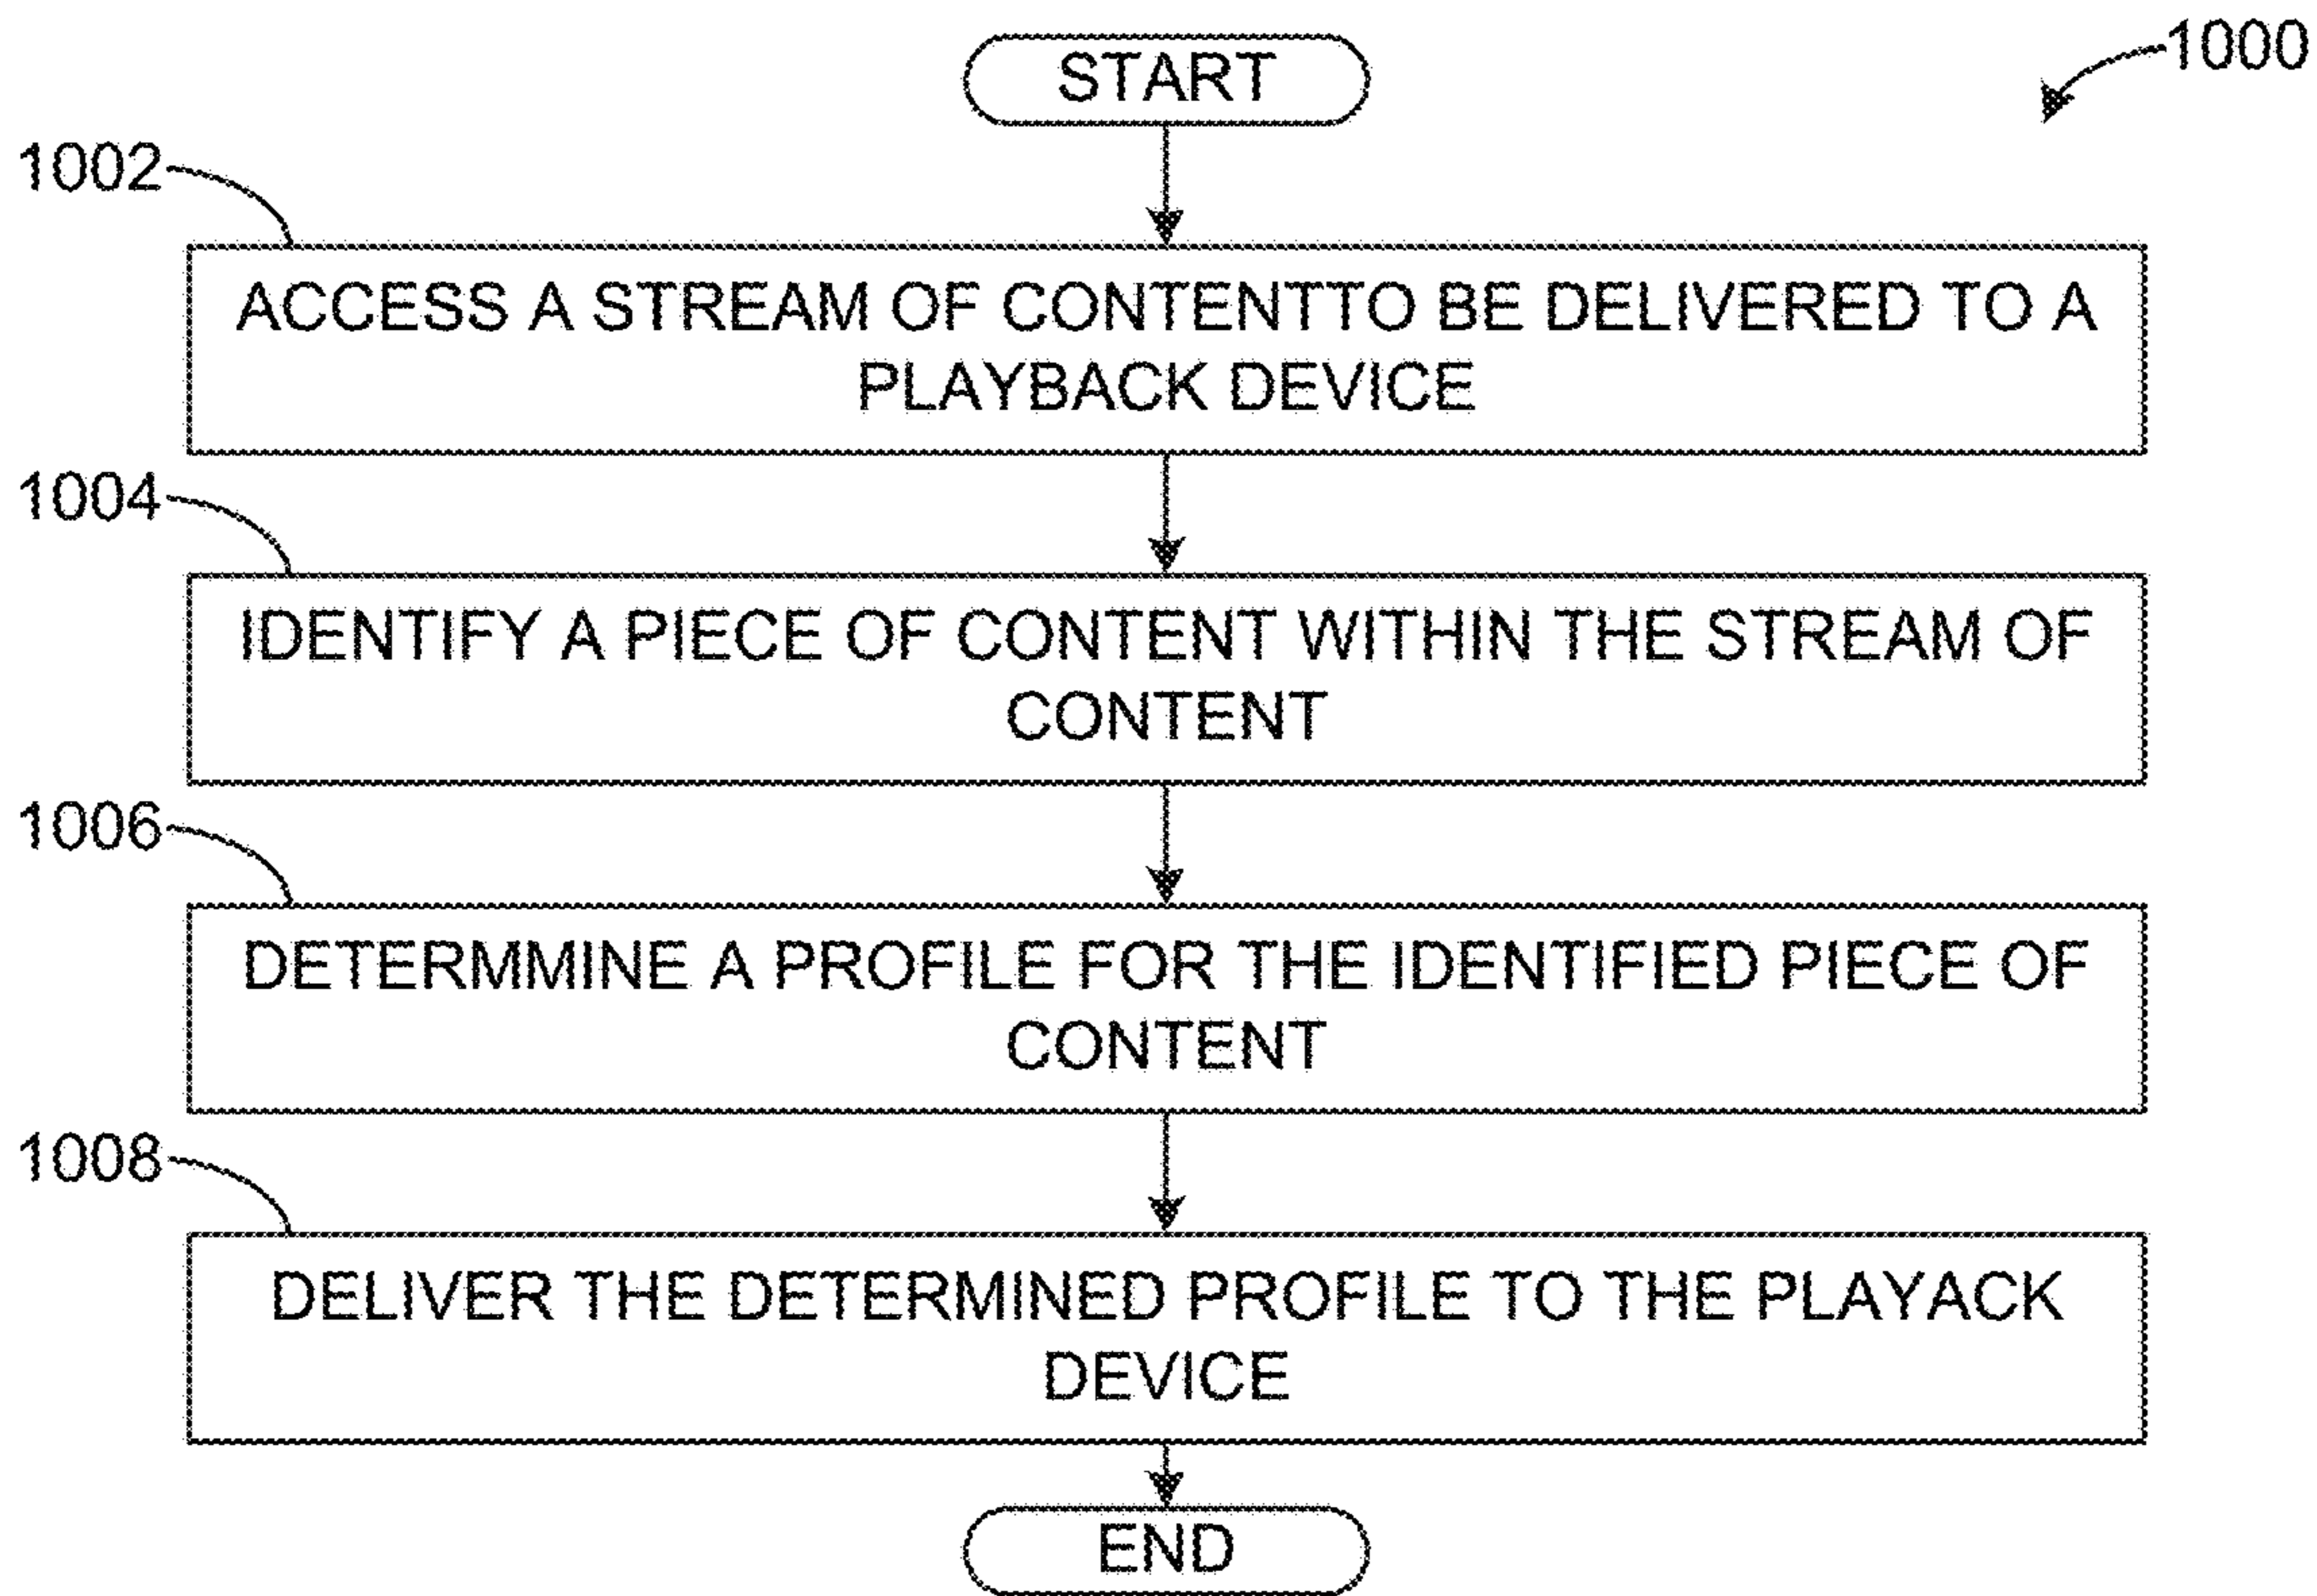 START
1000
1002
ACCESS A STREAM OF CONTENTTO BE DELIVERED TO A
PLAYBACK DEVICE
1004
IDENTIFY A PIECE OF CONTENT WITHIN THE STREAM OF
CONTENT
1006
DETERMMINE A PROFILE FOR THE IDENTIFIED PIECE OF
CONTENT
1008
DELIVER THE DETERMINED PROFILE TO THE PLAYACK
DEVICE
END